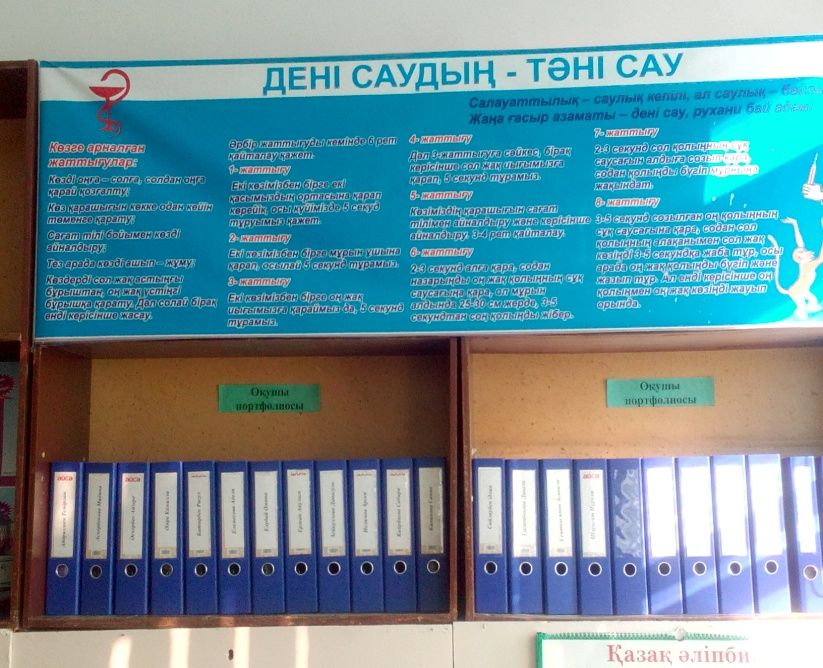 ДЕНІ САУДЫҢ - ТӘНІ САУ
Салауаттылық – саулық кепілі, ел саулық –
Жаңа ғасыр азаматы – дені сау, рухани бай адам.
Көзге арналған
жаттығулар:
Көзді оңға – солға, солдан оңға
қарай қозғалту;
Көз қарашығын көкке одан кейін
төменге қарату;
Сағат тілі бойымен көзді
айналдыру;
Тез арада көзді ашып – жұму;
Көздерді сол жақ астыңғы
бұрыштан, оң жақ үстіңгі
бұрышқа қарату. Дәл солай бірақ
енді керісінше жасау.
Әрбір жаттығуды кемінде 6 рет
қайталау қажет.
1- жаттығу
Екі көзімізбен бірге екі
қасымыздың ортасына қарап
көрейік, осы күйімізде 5 секунд
тұруымыз қажет.
2- жаттығу
Екі көзімізбен бірге мұрын ұшына
қарап, осылай 5 секунд тұрамыз.
3- жаттығу
Екі көзімізбен бірге оң жақ
иығымызға қараймыз да, 5 секунд
тұрамыз.
4- жаттығу
Дәл 3-жаттығуға сәйкес, бірақ
керісінше сол жақ иығымызға
қарап, 5 секунд тұрамыз.
5- жаттығу
Көзіміздің қарашығын сағат
тілімен айналдыру және керісінше
айналдыру. 3-4 рет қайталау.
6- жаттығу
2-3 секунд алға қара, содан
назарыңды оң жақ қолыңның сұқ
саусағына қара, ол мұрын
алдында 25-30 см жерде, 3-5
секундтан соң қолыңды жібер.
7- жаттығу
2-3 секунд сол қолыңның сұқ
саусағын алдыға созып қара,
содан қолыңды бүгіп мұрныңа
жақындат.
8- жаттығу
3-5 секунд созылған оң қолыңның
сұқ саусағына қара, содан сол
қолыңның алақанымен сол жақ
көзіңді 3-5 секундқа жаба тұр, осы
арада оң жақ қолыңды бүгіп және
жазып тұр. Ал енді керісінше оң
қолыңмен оң жақ көзіңді жауып
орында.
Оқушы
портфолиосы
Оқушы
портфолиосы
Қазақ әліпби